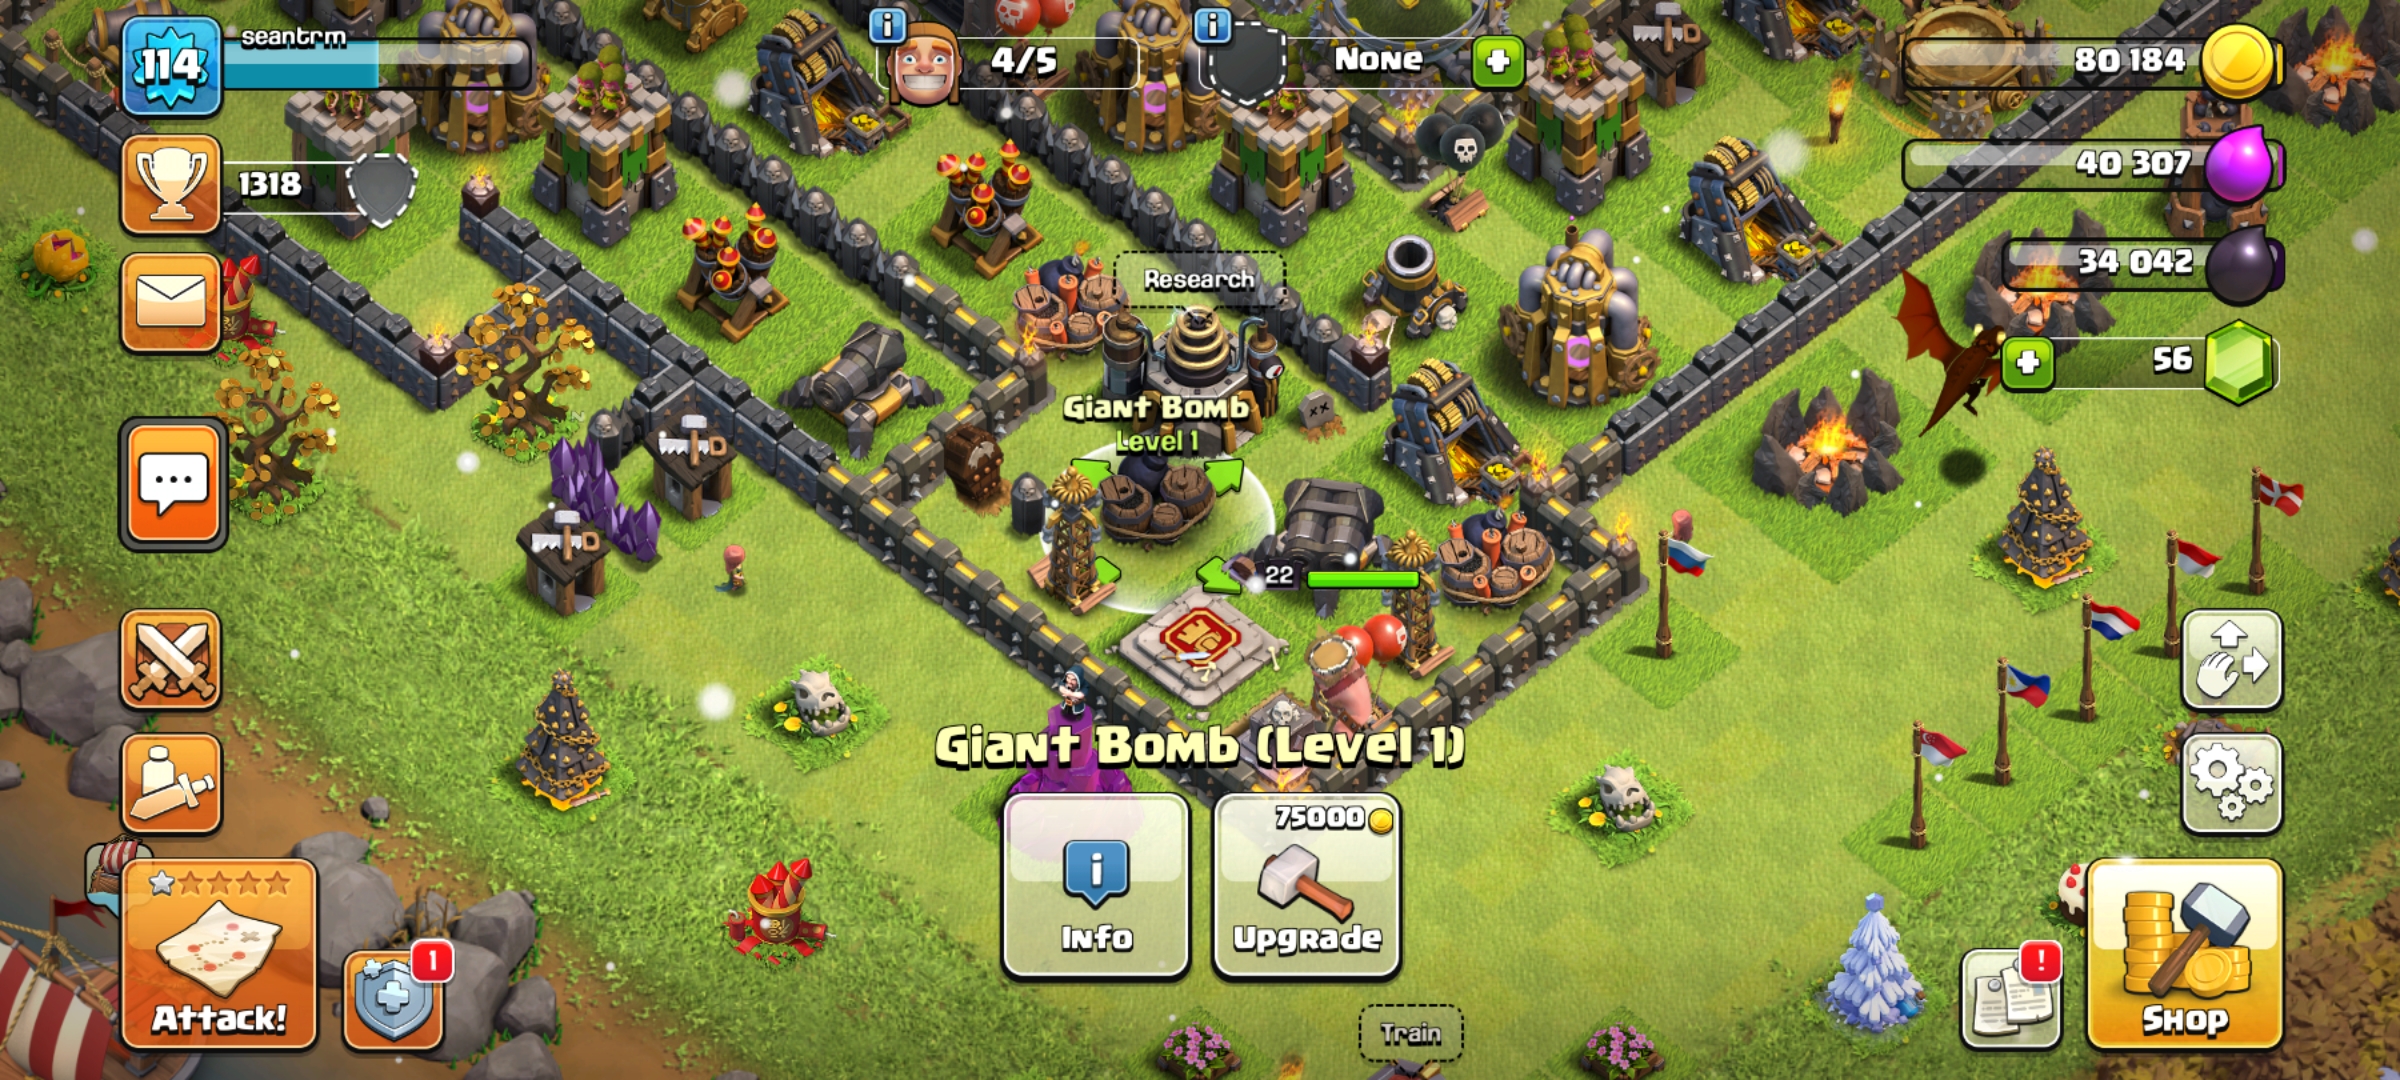 114
seantrm
4/5
None
80 184
1318
40 307
Research
34 042
56
Giant Bomb
Level 1
22
Giant Bomb (Level 1)
75000
Info
Upgrade
1
!
Attack!
Shop
Train